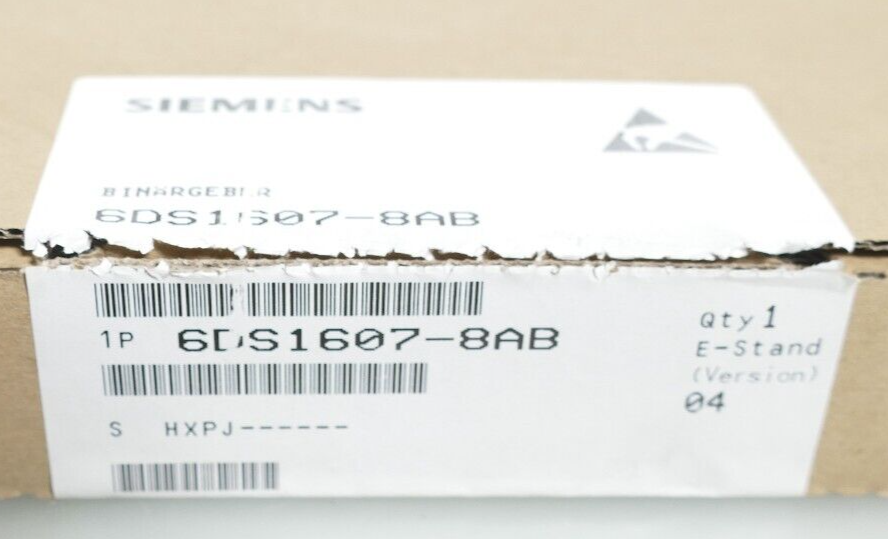 SIEMENS
BINÄRGEBER
6DS1607-8AB
1P 6DS1607-8AB
Qty 1
E-Stand
(Version)
04
S HXPJ------